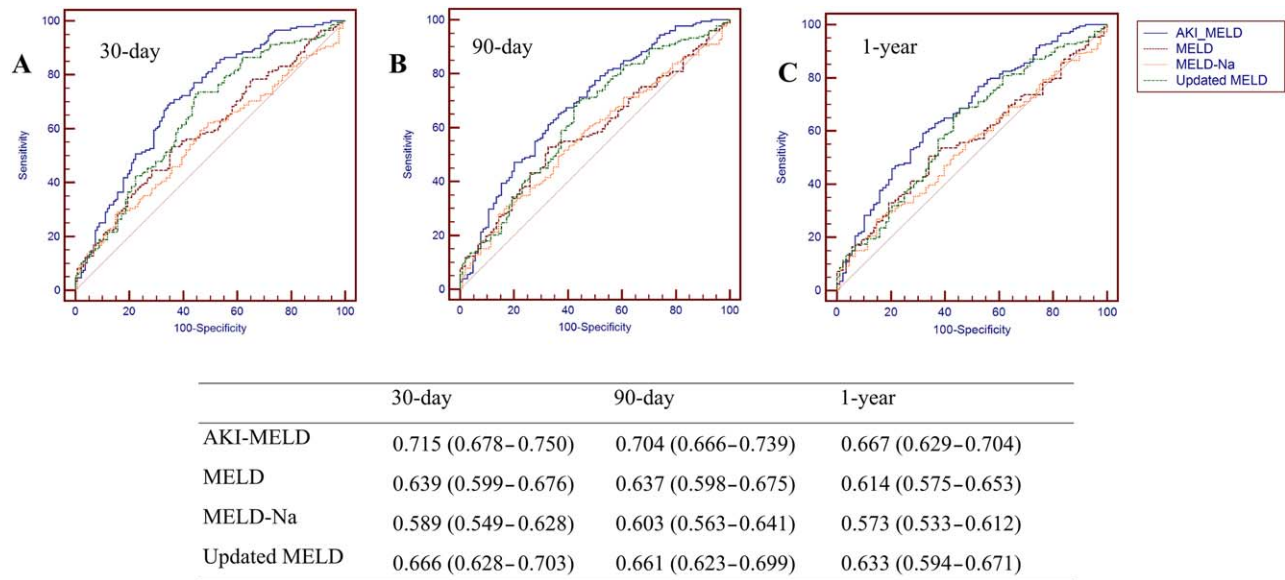 A
30-day
Sensitivity
100
80
60
40
20
0
0 20 40 60 80 100
100-Specificity
B
90-day
Sensitivity
100
80
60
40
20
0
0 20 40 60 80 100
100-Specificity
C
1-year
Sensitivity
100
80
60
40
20
0
0 20 40 60 80 100
100-Specificity
AKI_MELD
MELD
MELD-Na
Updated MELD
30-day 90-day 1-year
AKI-MELD 0.715 (0.678–0.750) 0.704 (0.666–0.739) 0.667 (0.629–0.704)
MELD 0.639 (0.599–0.676) 0.637 (0.598–0.675) 0.614 (0.575–0.653)
MELD-Na 0.589 (0.549–0.628) 0.603 (0.563–0.641) 0.573 (0.533–0.612)
Updated MELD 0.666 (0.628–0.703) 0.661 (0.623–0.699) 0.633 (0.594–0.671)